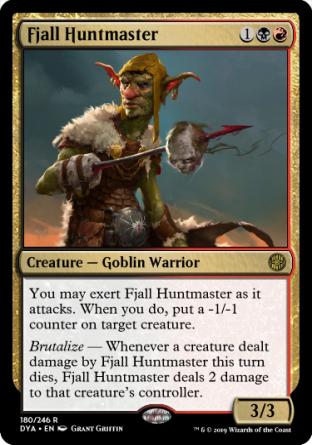 Fjall Huntmaster 1
Creature — Goblin Warrior
You may exert Fjall Huntmaster as it
attacks. When you do, put a -1/-1
counter on target creature.
Brutalize — Whenever a creature dealt
damage by Fjall Huntmaster this turn
dies, Fjall Huntmaster deals 2 damage
to that creature's controller.
3/3
180/246 R
DYA • EN GRANT GRIFFIN
™ & © 2019 Wizards of the Coast